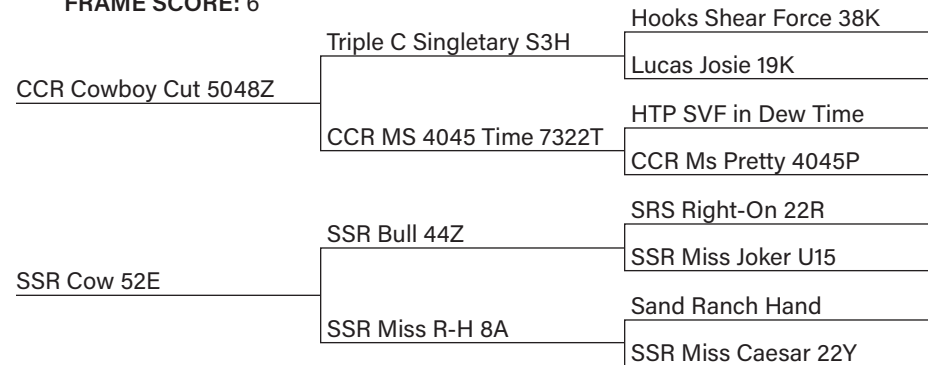 FRAME SCORE: 6
Hooks Shear Force 38K
Triple C Singletary S3H
Lucas Josie 19K
CCR Cowboy Cut 5048Z
HTP SVF in Dew Time
CCR MS 4045 Time 7322T
CCR Ms Pretty 4045P
SRS Right-On 22R
SSR Bull 44Z
SSR Miss Joker U15
SSR Cow 52E
Sand Ranch Hand
SSR Miss R-H 8A
SSR Miss Caesar 22Y